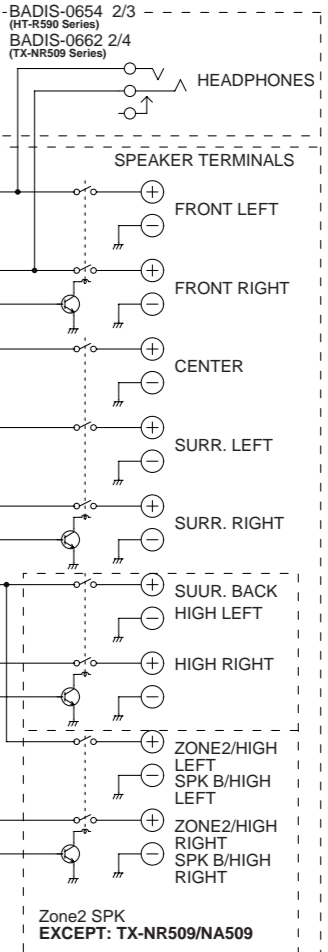 BADIS-0654 2/3
(HT-R590 Series)
BADIS-0662 2/4
(TX-NR509 Series)
HEADPHONES
SPEAKER TERMINALS
+
FRONT LEFT
−
+
FRONT RIGHT
−
+
CENTER
−
+
SURR. LEFT
−
+
SURR. RIGHT
−
+ SUUR. BACK
− HIGH LEFT
+ HIGH RIGHT
−
+ ZONE2/HIGH
LEFT
− SPK B/HIGH
LEFT
+ ZONE2/HIGH
RIGHT
− SPK B/HIGH
RIGHT
Zone2 SPK
EXCEPT: TX-NR509/NA509